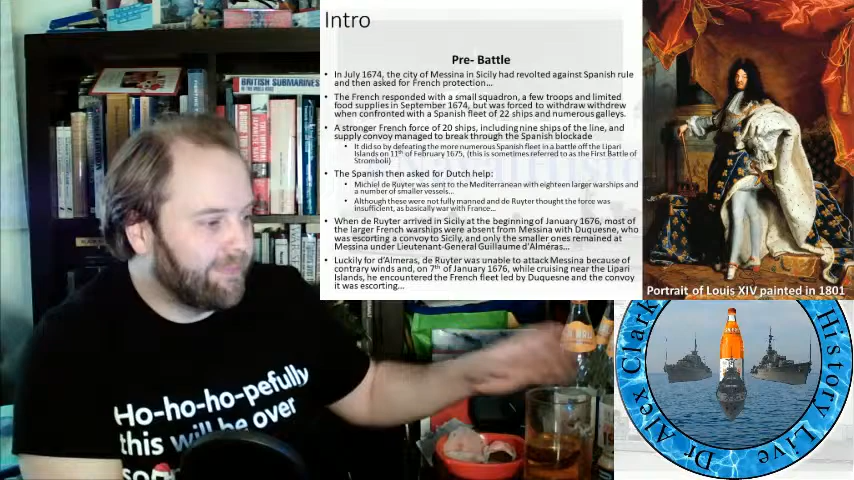 Intro
Pre- Battle
• In July 1674, the city of Messina in Sicily had revolted against Spanish rule
and then asked for French protection...
• The French responded with a small squadron, a few troops and limited
food supplies in September 1674, but was forced to withdraw withdrew
when confronted with a Spanish fleet of 22 ships and numerous galleys.
• A stronger French force of 20 ships, including nine ships of the line, and
supply convoy managed to break through the Spanish blockade
• It did so by defeating the more numerous Spanish fleet in a battle off the Lipari
Islands on 11th of February 1675, (this is sometimes referred to as the First Battle of
Stromboli)
• The Spanish then asked for Dutch help:
• Michiel de Ruyter was sent to the Mediterranean with eighteen larger warships and
a number of smaller vessels...
• Although these were not fully manned and de Ruyter thought the force was
insufficient, as basically war with France...
• When de Ruyter arrived in Sicily at the beginning of January 1676, most of
the larger French warships were absent from Messina with Duquesne, who
was escorting a convoy to Sicily, and only the smaller ones remained at
Messina under Lieutenant-General Guillaume d'Alméras...
• Luckily for d'Almeras, de Ruyter was unable to attack Messina because of
contrary winds and, on 7th of January 1676, while cruising near the Lipari
Islands, he encountered the French fleet led by Duquesne and the convoy
it was escorting...
Portrait of Louis XIV painted in 1801
BRITISH SUBMARINES
Ho-ho-ho-pefully
this will be over
soon
Dr Alex Clark
History Live